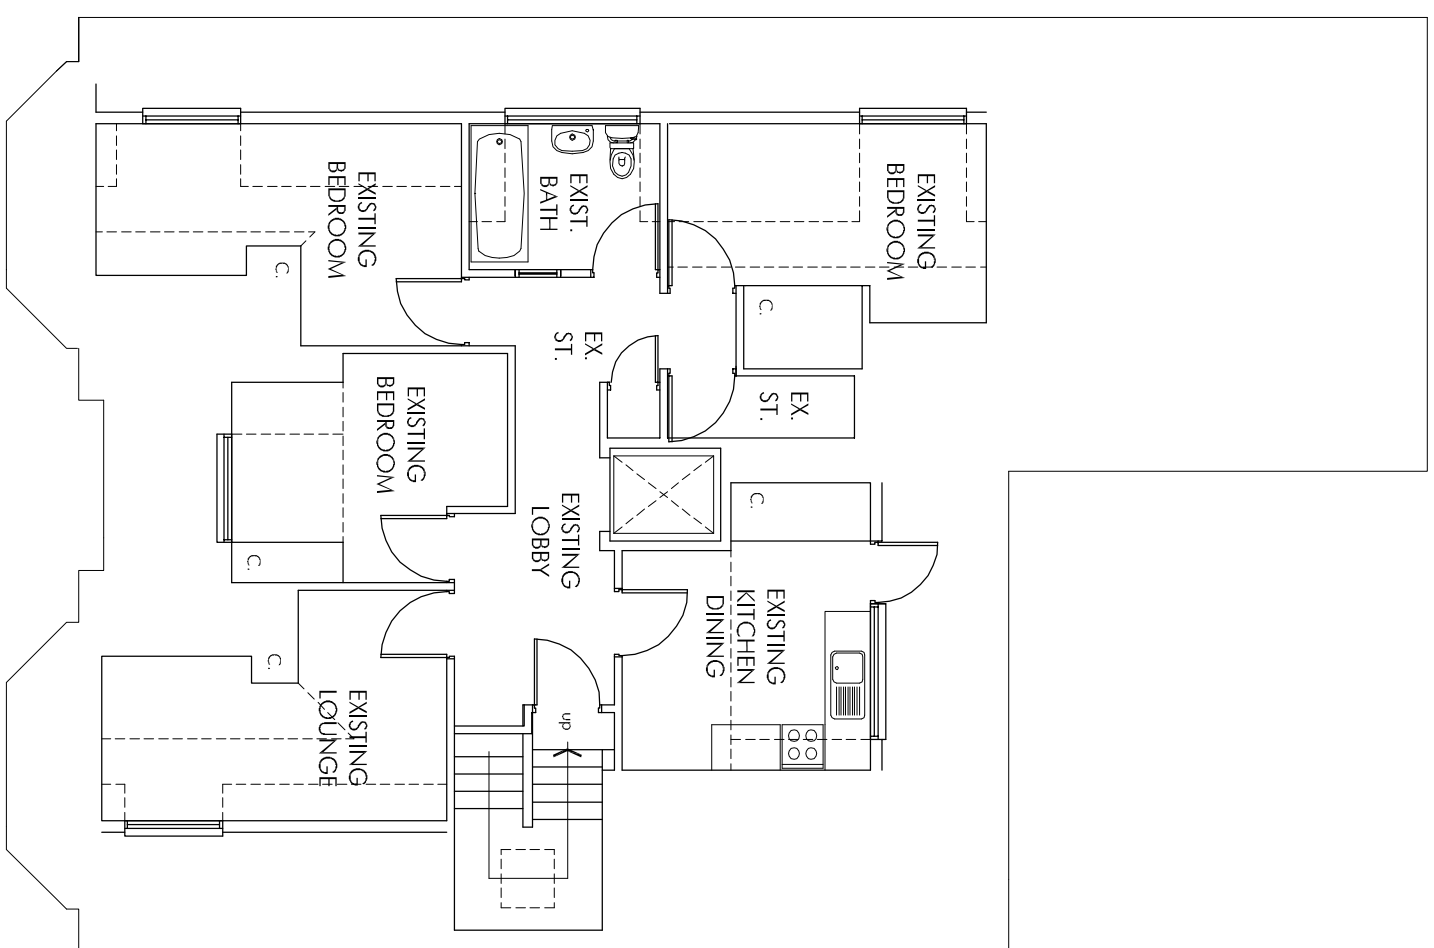 EXISTING
BEDROOM
C.
EXIST.
BATH
EXISTING
BEDROOM
C.
EX.
ST.
EX.
ST.
EXISTING
BEDROOM
C.
EXISTING
LOBBY
C.
EXISTING
KITCHEN
DINING
C.
EXISTING
LOUNGE
up